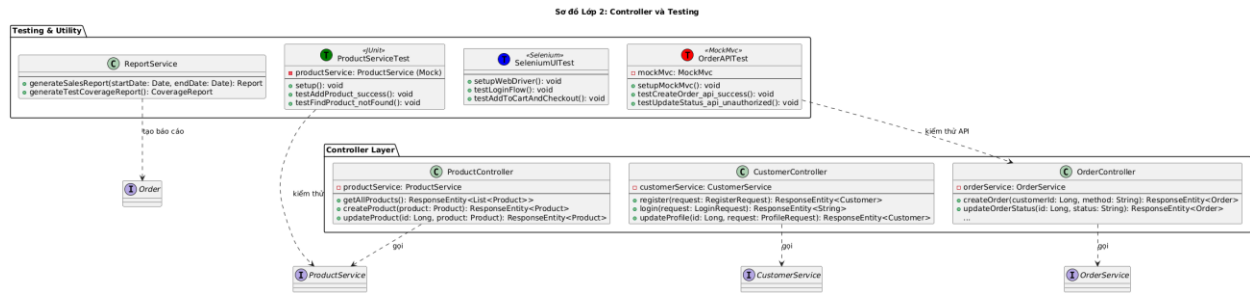 Sơ đồ Lớp 2: Controller và Testing
Testing & Utility
C ReportService
generateSalesReport(startDate: Date, endDate: Date): Report
generateTestCoverageReport(): CoverageReport
T «JUnit»
ProductServiceTest
productService: ProductService (Mock)
setup(): void
testAddProduct_success(): void
testFindProduct_notFound(): void
T «Selenium»
SeleniumUITest
setupWebDriver(): void
testLoginFlow(): void
testAddToCartAndCheckout(): void
T «MockMvc»
OrderAPITest
mockMvc: MockMvc
setupMockMvc(): void
testCreateOrder_api_success(): void
testUpdateStatus_api_unauthorized(): void
tạo báo cáo
kiểm thử API
Controller Layer
I Order
kiểm thử
C ProductController
productService: ProductService
getAllProducts(): ResponseEntity<List<Product>>
createProduct(product: Product): ResponseEntity<Product>
updateProduct(id: Long, product: Product): ResponseEntity<Product>
C CustomerController
customerService: CustomerService
register(request: RegisterRequest): ResponseEntity<Customer>
login(request: LoginRequest): ResponseEntity<String>
updateProfile(id: Long, request: ProfileRequest): ResponseEntity<Customer>
C OrderController
orderService: OrderService
createOrder(customerId: Long, method: String): ResponseEntity<Order>
updateOrderStatus(id: Long, status: String): ResponseEntity<Order>
...
gọi
gọi
gọi
I ProductService
I CustomerService
I OrderService